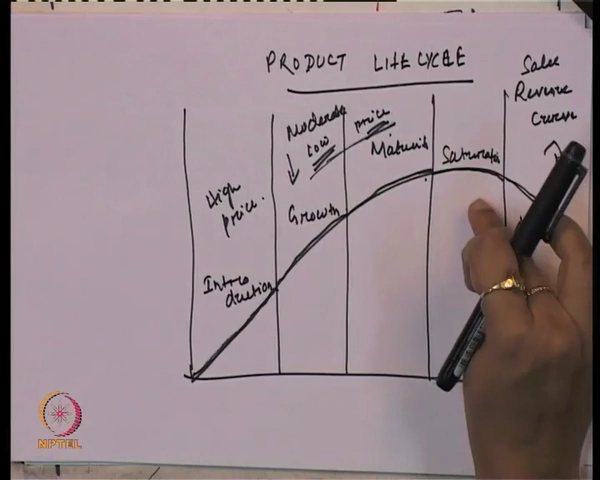 PRODUCT LIFE CYCLE
Sales
Revenue
Curve
Moderate
Low price
Maturity
Saturation
High
price.
Growth
Intro
duction
NPTEL